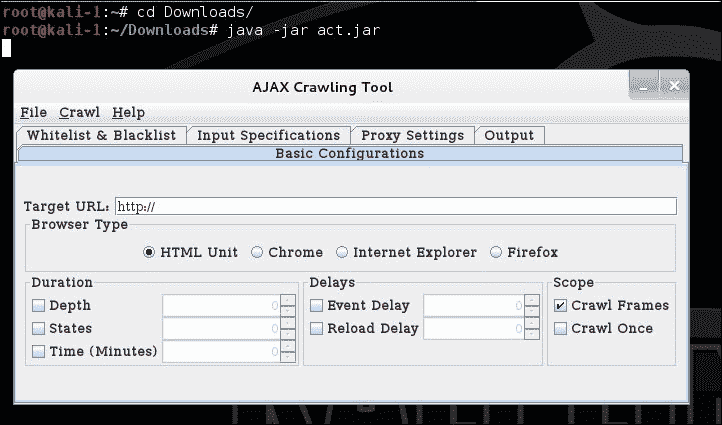 root@kali-1:~# cd Downloads/
root@kali-1:~/Downloads# java -jar act.jar
AJAX Crawling Tool
File Crawl Help
Whitelist & Blacklist Input Specifications Proxy Settings Output
Basic Configurations
Target URL: http://
Browser Type
HTML Unit Chrome Internet Explorer Firefox
Duration Delays Scope
Depth 0 Event Delay 0 Crawl Frames
States 0 Reload Delay 0 Crawl Once
Time (Minutes) 0